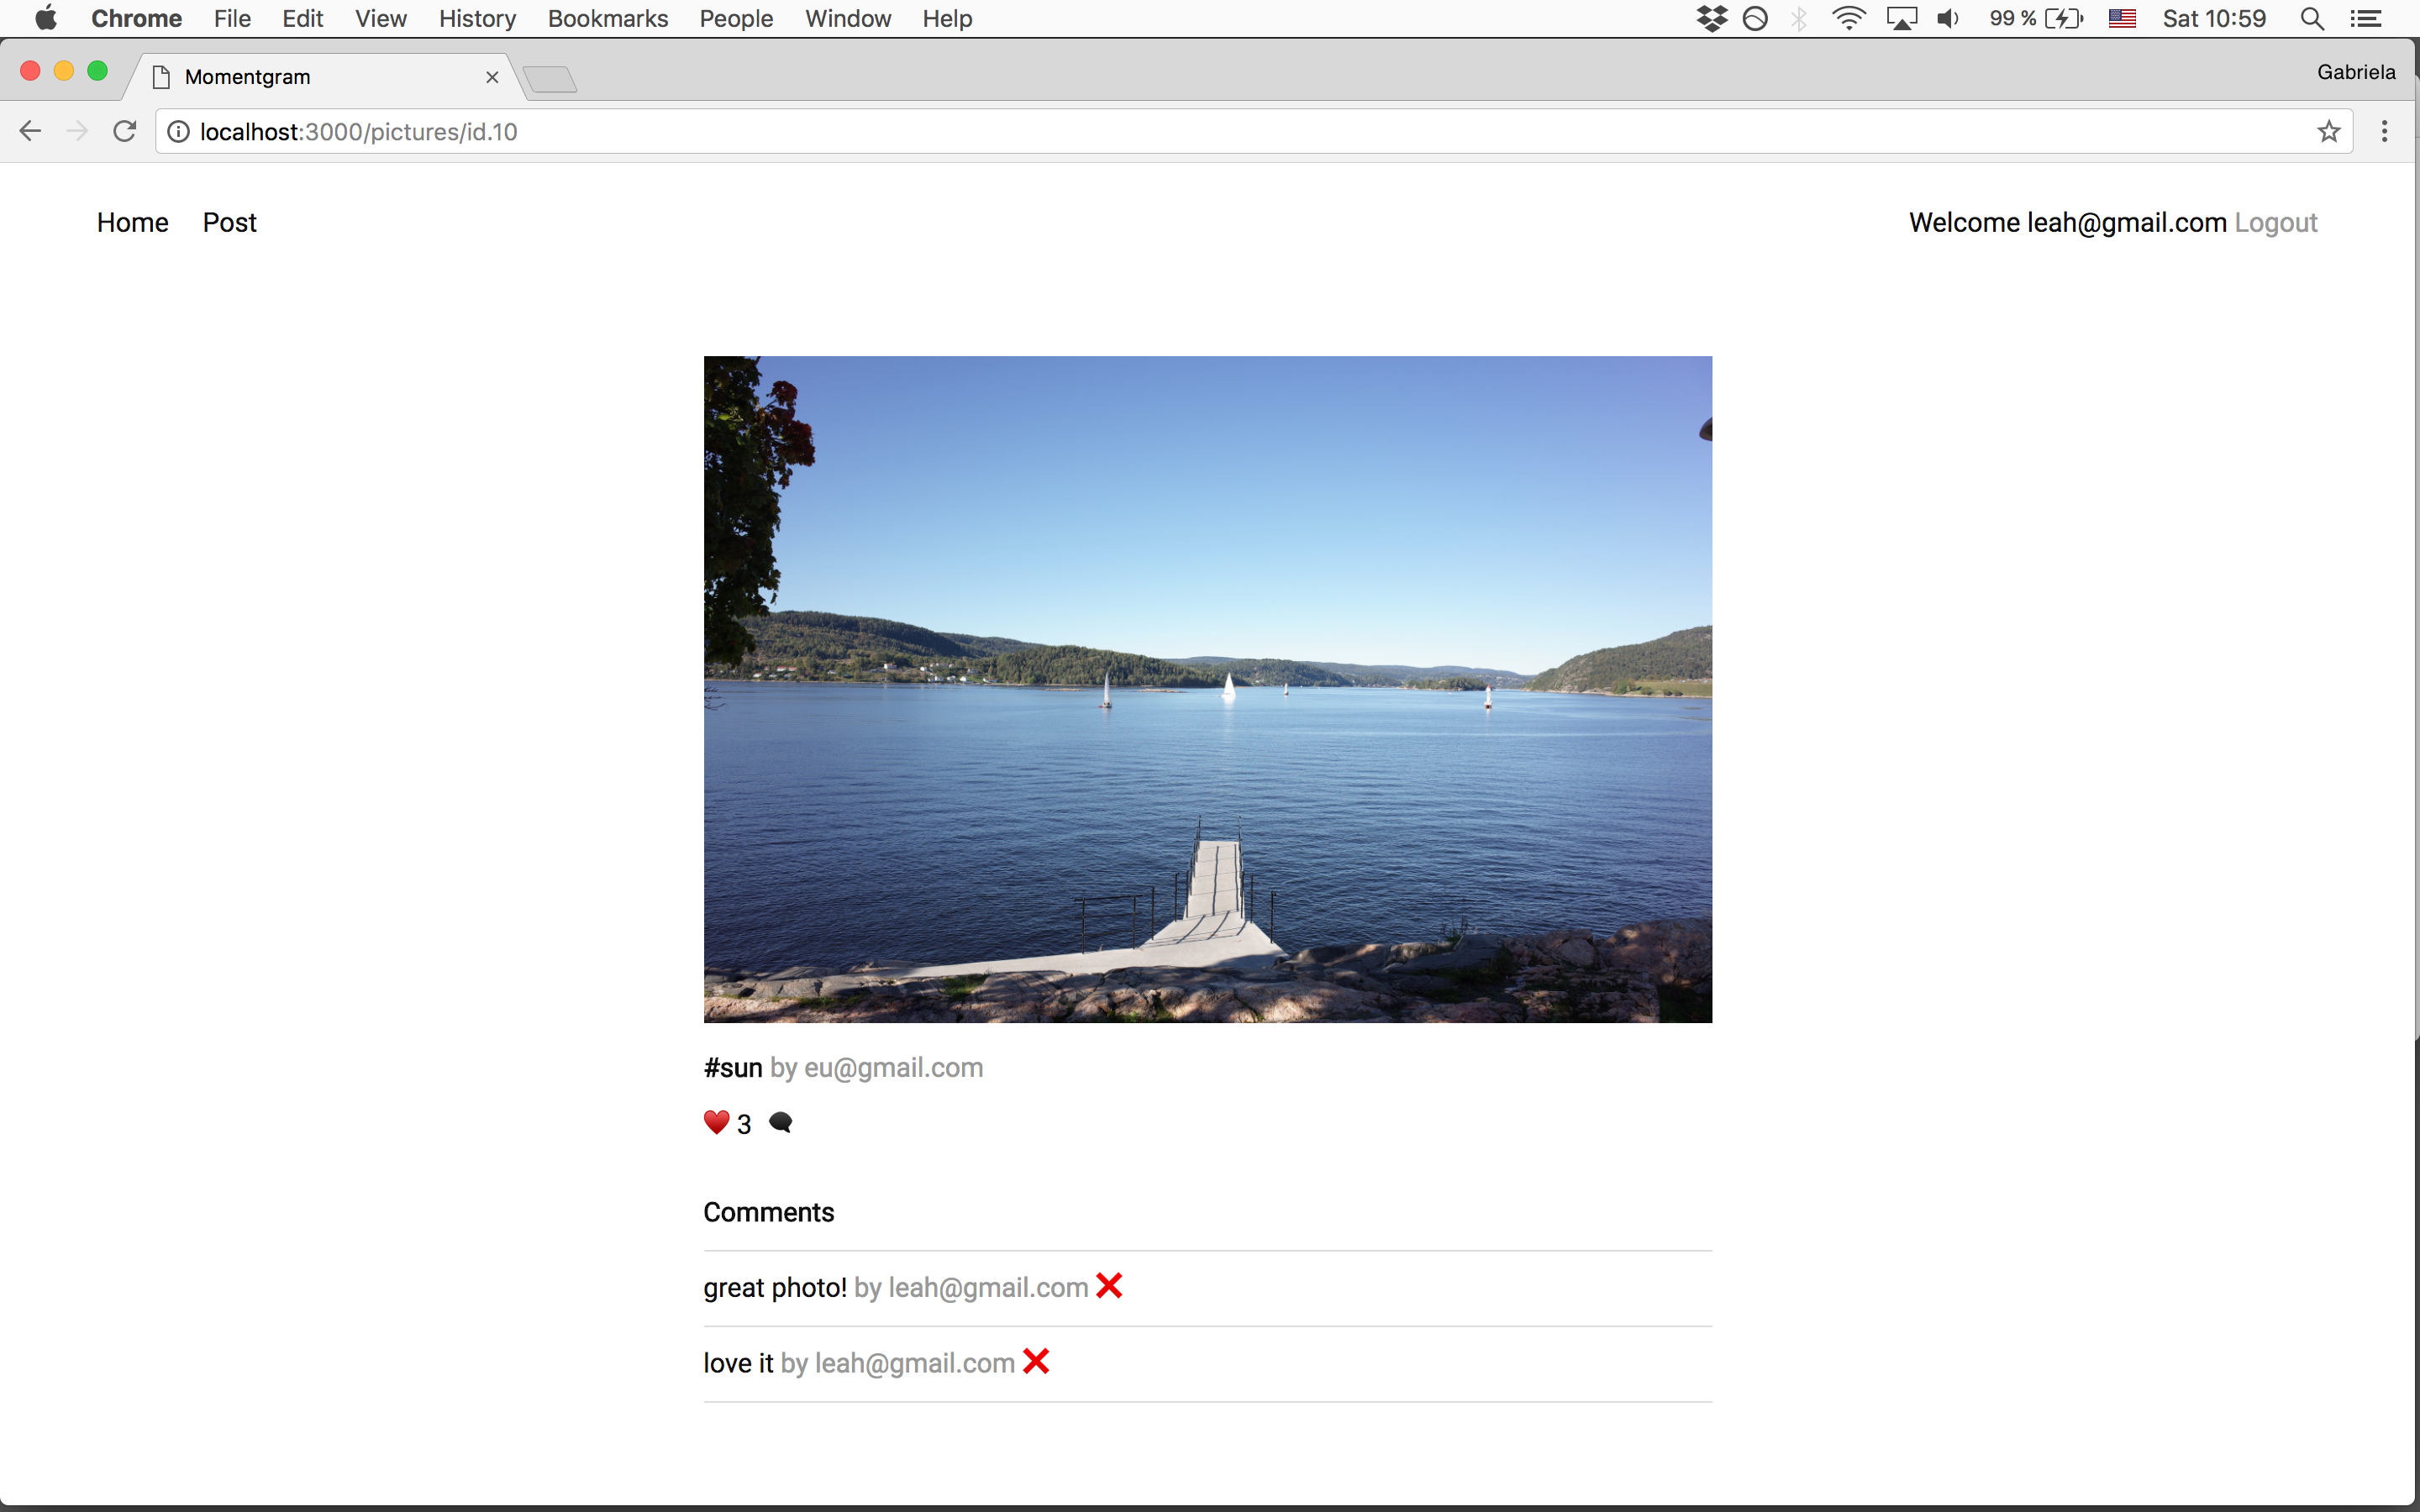 Chrome File Edit View History Bookmarks People Window Help 99 % Sat 10:59
Momentgram Gabriela
localhost:3000/pictures/id.10
Home Post Welcome leah@gmail.com Logout
#sun by eu@gmail.com
3
Comments
great photo! by leah@gmail.com
love it by leah@gmail.com